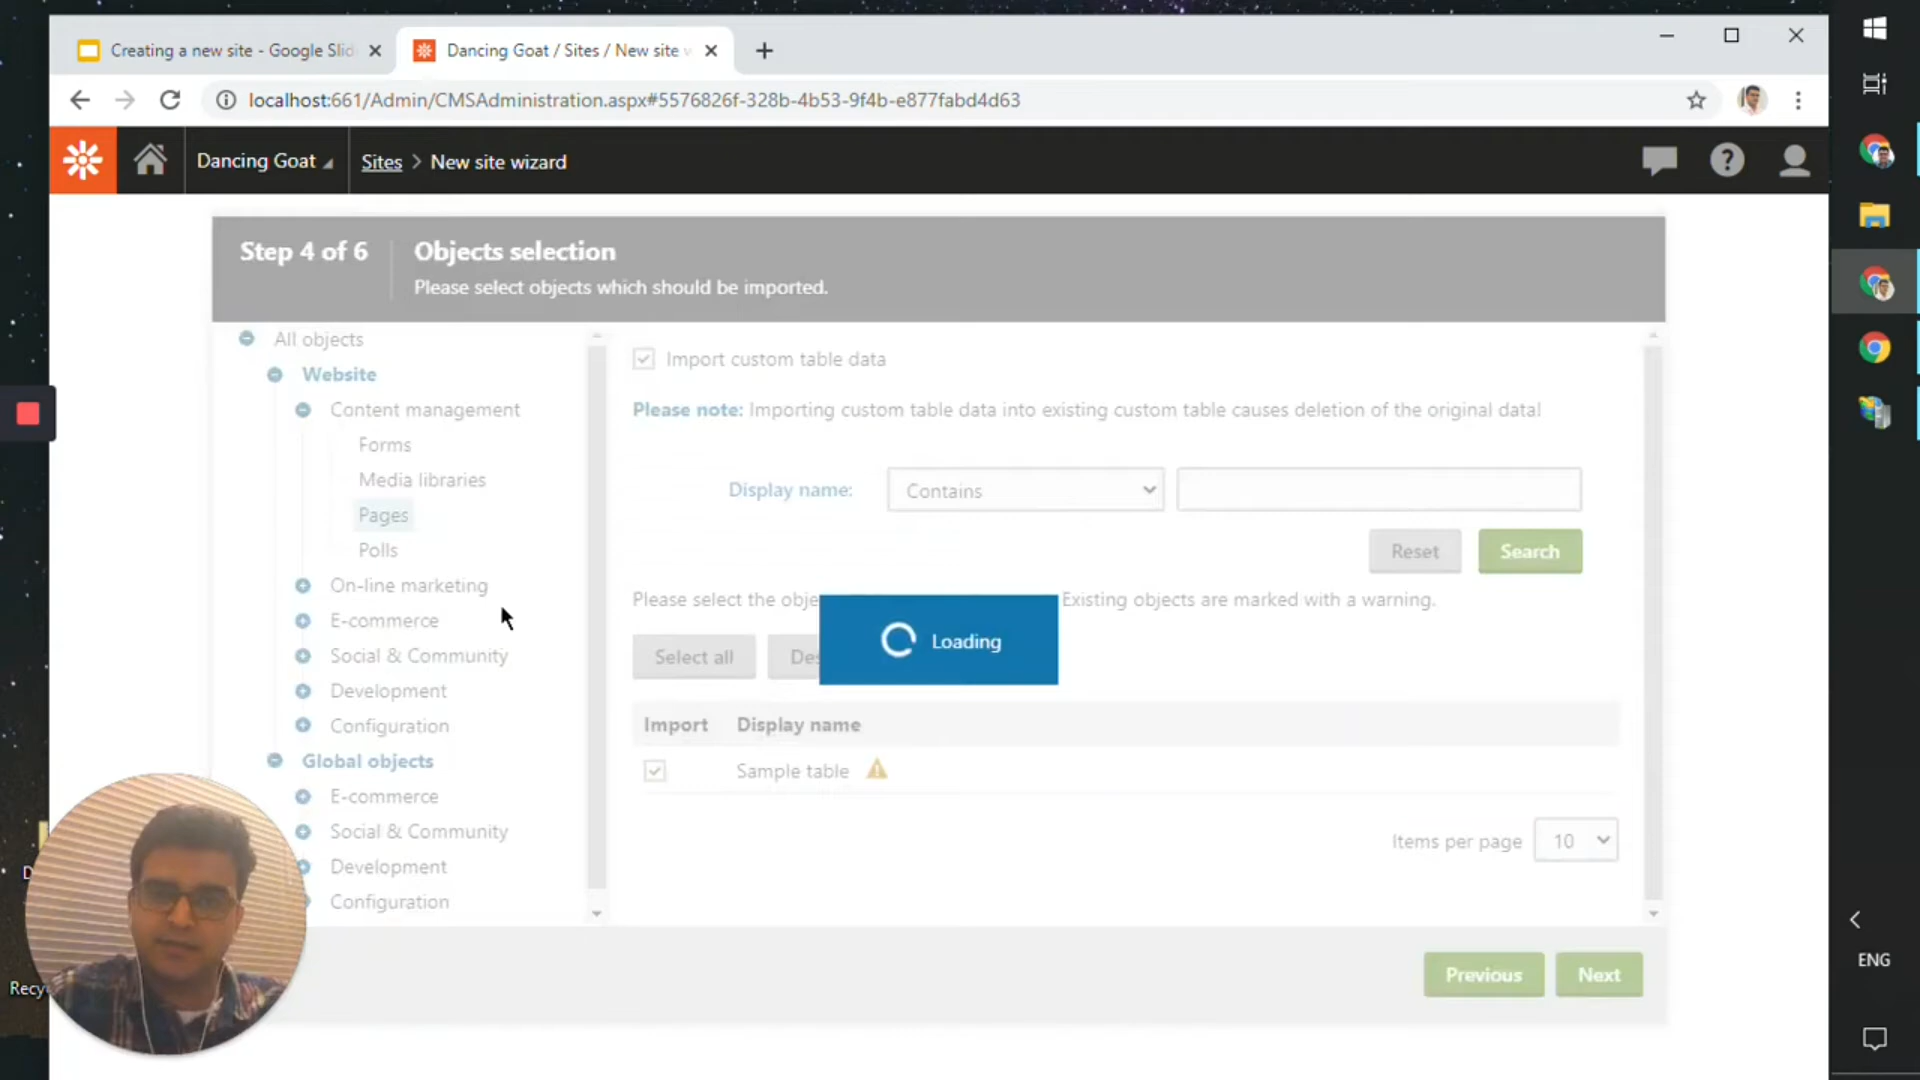 Creating a new site - Google Slid
Dancing Goat / Sites / New site
localhost:661/Admin/CMSAdministration.aspx#5576826f-328b-4b53-9f4b-e877fabd4d63
Dancing Goat
Sites > New site wizard
Step 4 of 6
Objects selection
Please select objects which should be imported.
All objects
Website
Content management
Forms
Media libraries
Pages
Polls
On-line marketing
E-commerce
Social & Community
Development
Configuration
Global objects
E-commerce
Social & Community
Development
Configuration
Import custom table data
Please note: Importing custom table data into existing custom table causes deletion of the original data!
Display name:
Contains
Reset
Search
Please select the obje
Existing objects are marked with a warning.
Select all
Des
Loading
Import
Display name
Sample table
Items per page
10
Previous
Next
Recy
ENG